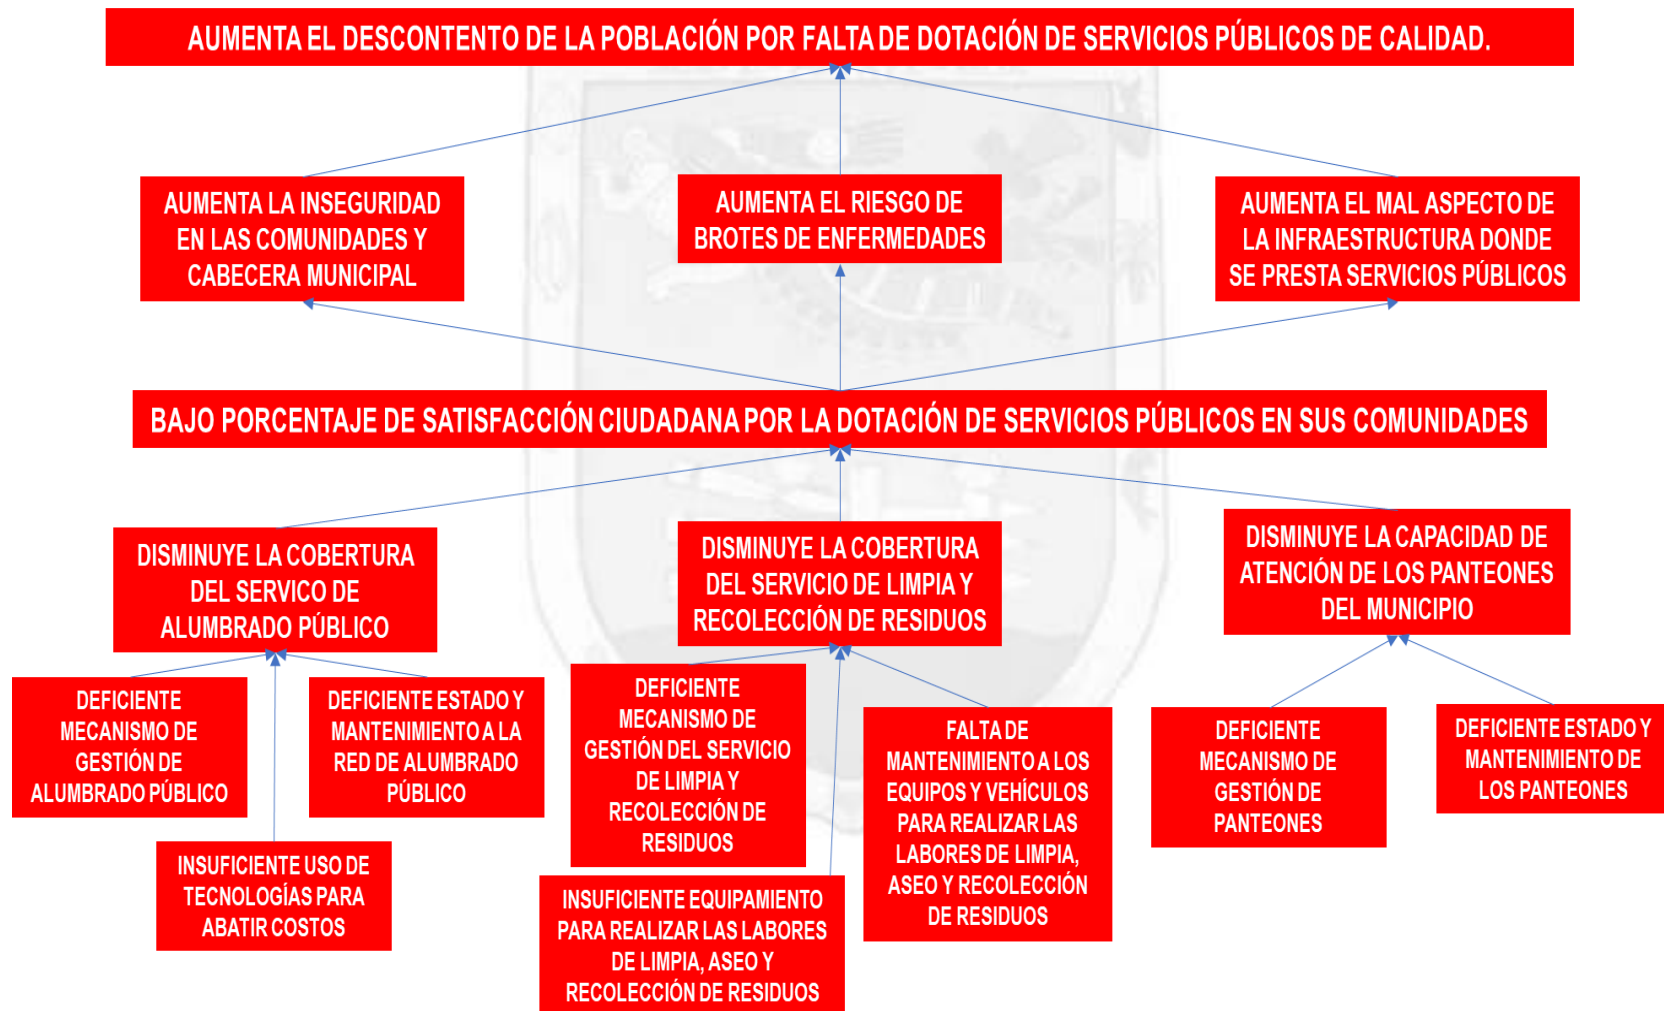 AUMENTA EL DESCONTENTO DE LA POBLACIÓN POR FALTA DE DOTACIÓN DE SERVICIOS PÚBLICOS DE CALIDAD.
AUMENTA LA INSEGURIDAD
EN LAS COMUNIDADES Y
CABECERA MUNICIPAL
AUMENTA EL RIESGO DE
BROTES DE ENFERMEDADES
AUMENTA EL MAL ASPECTO DE
LA INFRAESTRUCTURA DONDE
SE PRESTA SERVICIOS PÚBLICOS
BAJO PORCENTAJE DE SATISFACCIÓN CIUDADANA POR LA DOTACIÓN DE SERVICIOS PÚBLICOS EN SUS COMUNIDADES
DISMINUYE LA COBERTURA
DEL SERVICO DE
ALUMBRADO PÚBLICO
DISMINUYE LA COBERTURA
DEL SERVICIO DE LIMPIA Y
RECOLECCIÓN DE RESIDUOS
DISMINUYE LA CAPACIDAD DE
ATENCIÓN DE LOS PANTEONES
DEL MUNICIPIO
DEFICIENTE
MECANISMO DE
GESTIÓN DE
ALUMBRADO PÚBLICO
DEFICIENTE ESTADO Y
MANTENIMIENTO A LA
RED DE ALUMBRADO
PÚBLICO
INSUFICIENTE USO DE
TECNOLOGÍAS PARA
ABATIR COSTOS
DEFICIENTE
MECANISMO DE
GESTIÓN DEL SERVICIO
DE LIMPIA Y
RECOLECCIÓN DE
RESIDUOS
INSUFICIENTE EQUIPAMIENTO
PARA REALIZAR LAS LABORES
DE LIMPIA, ASEO Y
RECOLECCIÓN DE RESIDUOS
FALTA DE
MANTENIMIENTO A LOS
EQUIPOS Y VEHÍCULOS
PARA REALIZAR LAS
LABORES DE LIMPIA,
ASEO Y RECOLECCIÓN
DE RESIDUOS
DEFICIENTE
MECANISMO DE
GESTIÓN DE
PANTEONES
DEFICIENTE ESTADO Y
MANTENIMIENTO DE
LOS PANTEONES